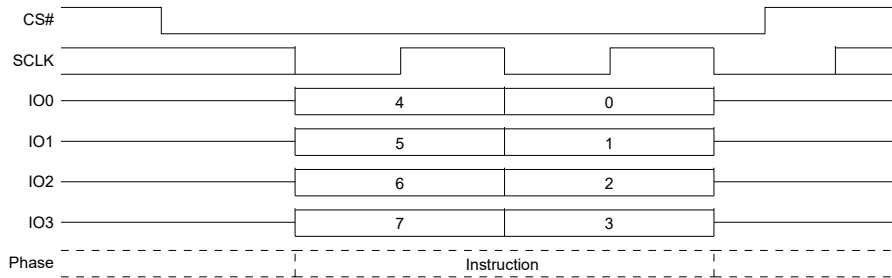 CS#
SCLK
IO0 4 0
IO1 5 1
IO2 6 2
IO3 7 3
Phase Instruction